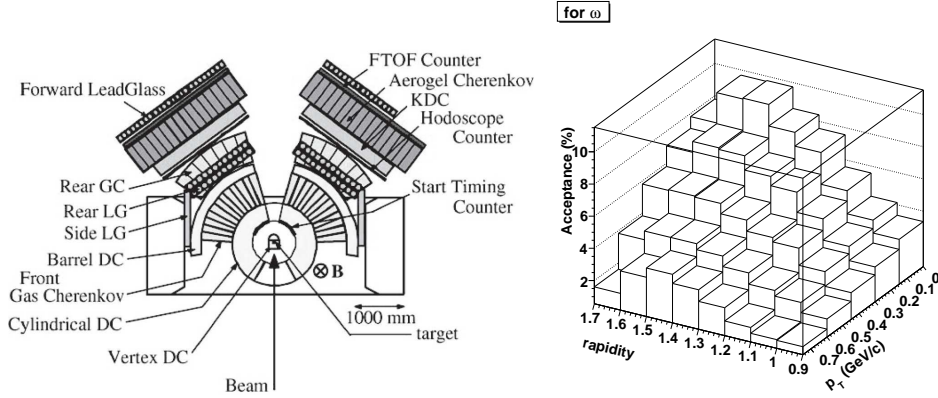 FTOF Counter
Aerogel Cherenkov
KDC
Hodoscope
Counter
Forward LeadGlass
Rear GC
Rear LG
Side LG
Barrel DC
Front
Gas Cherenkov
Cylindrical DC
Vertex DC
Beam
Start Timing
Counter
⊗B
1000 mm
target
for ω
Acceptance (%)
10
8
6
4
2
1.7 1.6 1.5 1.4 1.3 1.2 1.1 1 0.9
rapidity
0.7 0.6 0.5 0.4 0.3 0.2 0.1 0
p_T (GeV/c)